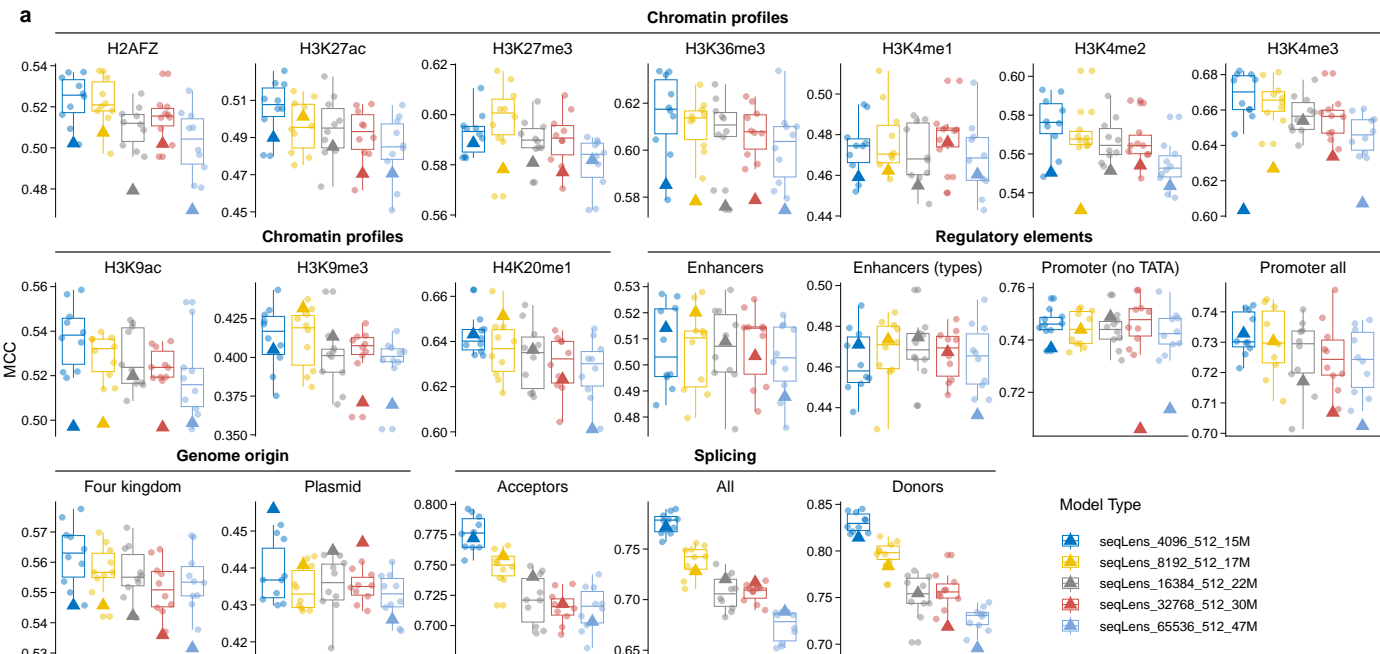 a
Chromatin profiles
H2AFZ H3K27ac H3K27me3 H3K36me3 H3K4me1 H3K4me2 H3K4me3
0.54 0.52 0.50 0.48
0.51 0.49 0.47 0.45
0.62 0.60 0.58 0.56
0.62 0.60 0.58
0.50 0.48 0.46 0.44
0.60 0.58 0.56 0.54
0.68 0.66 0.64 0.62 0.60
Chromatin profiles Regulatory elements
H3K9ac H3K9me3 H4K20me1 Enhancers Enhancers (types) Promoter (no TATA) Promoter all
MCC
0.56 0.54 0.52 0.50
0.425 0.400 0.375 0.350
0.66 0.64 0.62 0.60
0.53 0.52 0.51 0.50 0.49 0.48
0.50 0.48 0.46 0.44
0.76 0.74 0.72
0.74 0.73 0.72 0.71 0.70
Genome origin Splicing
Four kingdom Plasmid Acceptors All Donors
0.57 0.56 0.55 0.54 0.53
0.45 0.44 0.43 0.42
0.800 0.775 0.750 0.725 0.700
0.75 0.70 0.65
0.85 0.80 0.75 0.70
Model Type
seqLens_4096_512_15M
seqLens_8192_512_17M
seqLens_16384_512_22M
seqLens_32768_512_30M
seqLens_65536_512_47M